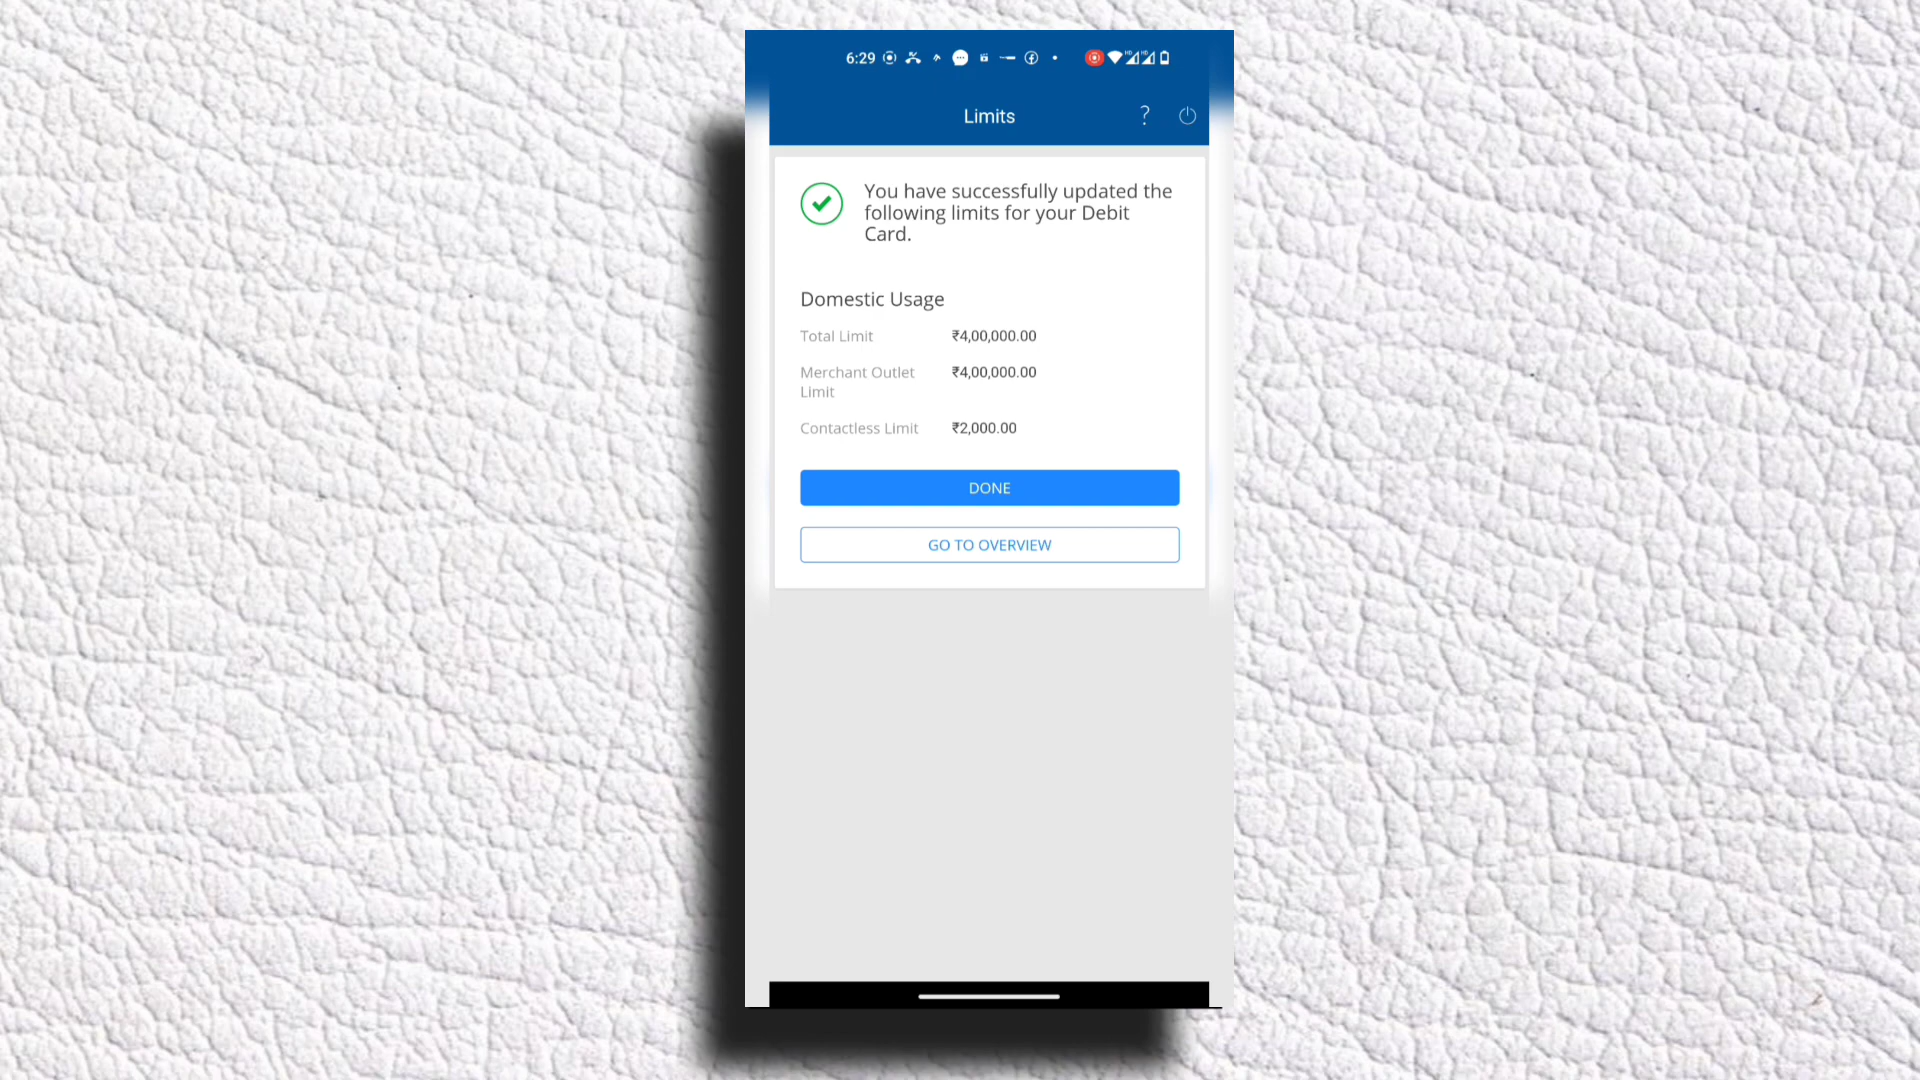 6:29
Limits ?
You have successfully updated the
following limits for your Debit
Card.
Domestic Usage
Total Limit ₹4,00,000.00
Merchant Outlet ₹4,00,000.00
Limit
Contactless Limit ₹2,000.00
DONE
GO TO OVERVIEW